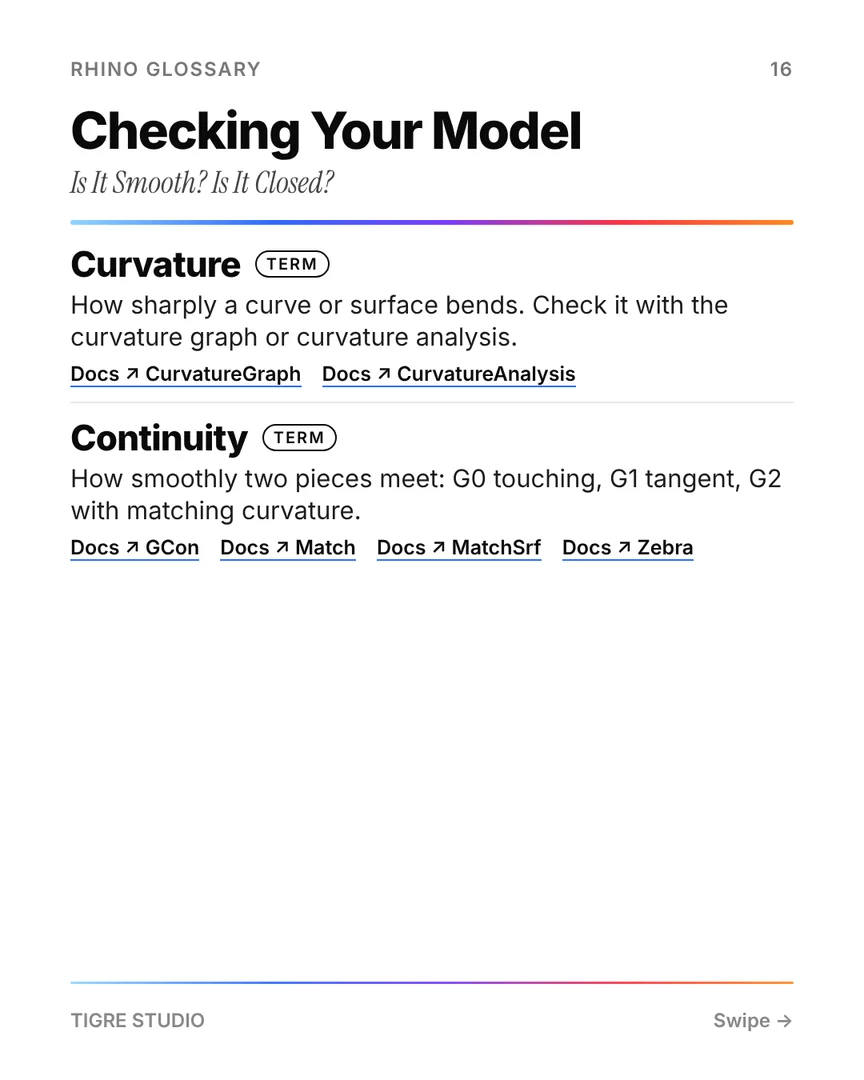 RHINO GLOSSARY
16
Checking Your Model
Is It Smooth? Is It Closed?
Curvature TERM
How sharply a curve or surface bends. Check it with the
curvature graph or curvature analysis.
Docs ↗ CurvatureGraph Docs ↗ CurvatureAnalysis
Continuity TERM
How smoothly two pieces meet: G0 touching, G1 tangent, G2
with matching curvature.
Docs ↗ GCon Docs ↗ Match Docs ↗ MatchSrf Docs ↗ Zebra
TIGRE STUDIO
Swipe →